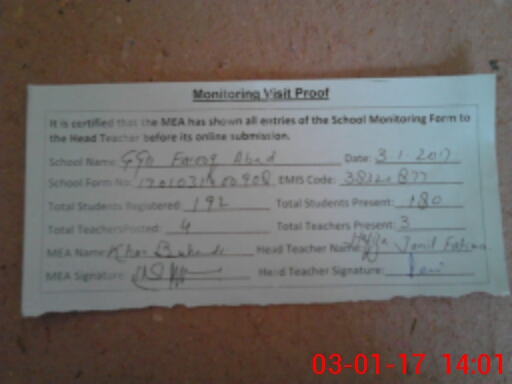 Monitoring Visit Proof
It is certified that the MEA has shown all entries of the School Monitoring Form to
the Head Teacher before its online submission.
School Name: Farooq Abad Date: 3.1.2017
School Form No: EMIS Code:
Total Students Registered: 192 Total Students Present: 180
Total TeachersPosted: 4 Total Teachers Present: 3
MEA Name: Head Teacher Name: Jamil Fatima
MEA Signature: Head Teacher Signature:
03-01-17 14:01